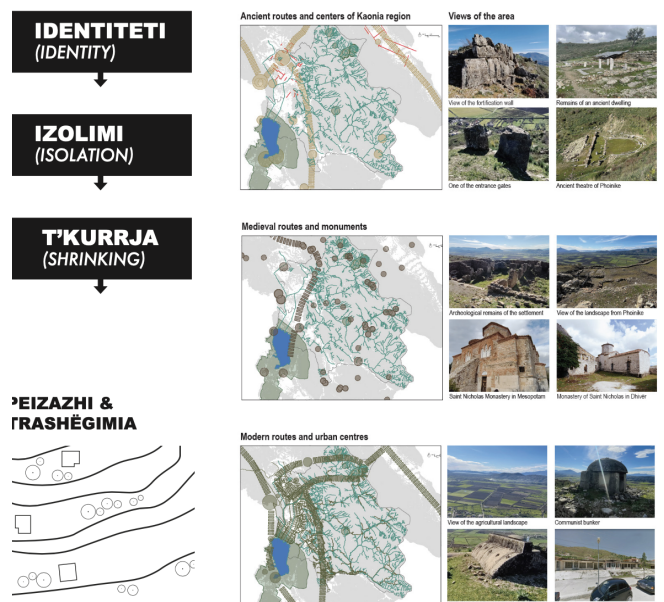 IDENTITETI
(IDENTITY)
IZOLIMI
(ISOLATION)
T'KURRJA
(SHRINKING)
PEIZAZHI &
TRASHËGIMIA
Ancient routes and centers of Kaonia region
Views of the area
View of the fortification wall
Remains of an ancient dwelling
One of the entrance gates
Ancient theatre of Phoinike
Medieval routes and monuments
Archeological remains of the settlement
View of the landscape from Phoinike
Saint Nicholas Monastery in Mesopotam
Monastery of Saint Nicholas in Dhivër
Modern routes and urban centres
View of the agricultural landscape
Communist bunker